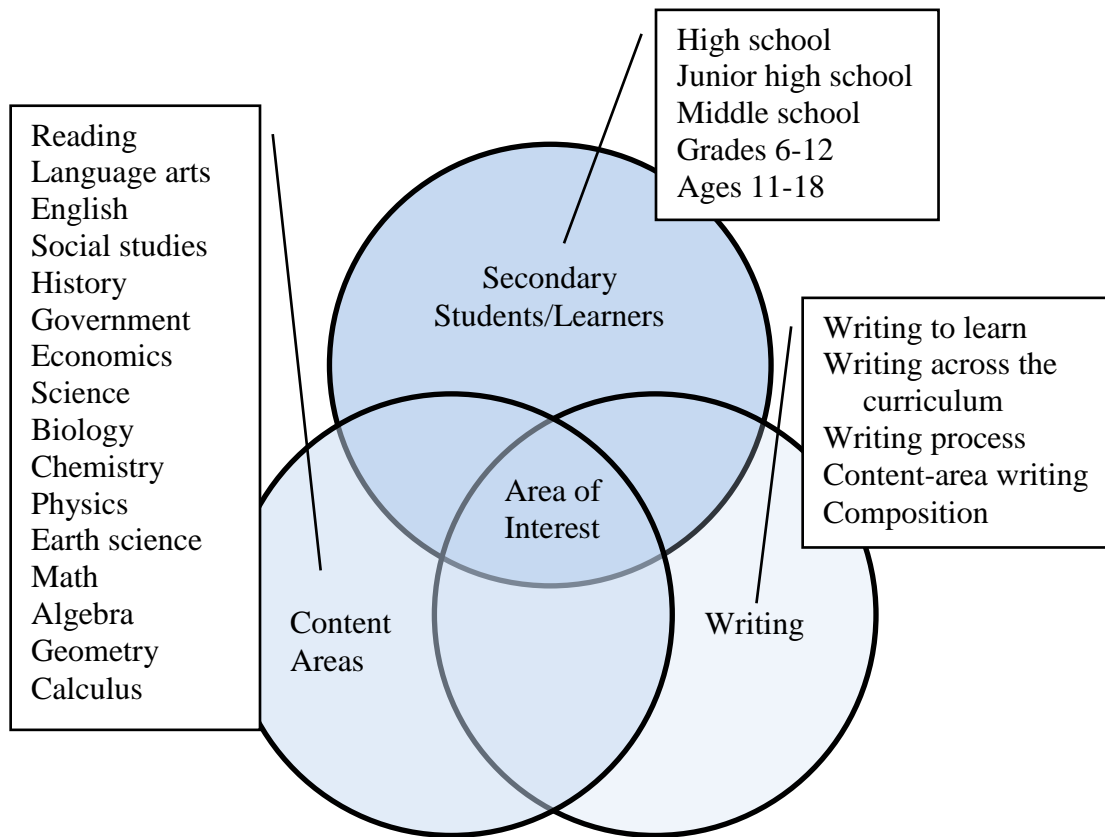 High school
Junior high school
Middle school
Grades 6-12
Ages 11-18
Reading
Language arts
English
Social studies
History
Government
Economics
Science
Biology
Chemistry
Physics
Earth science
Math
Algebra
Geometry
Calculus
Secondary
Students/Learners
Writing to learn
Writing across the
curriculum
Writing process
Content-area writing
Composition
Area of
Interest
Content
Areas
Writing